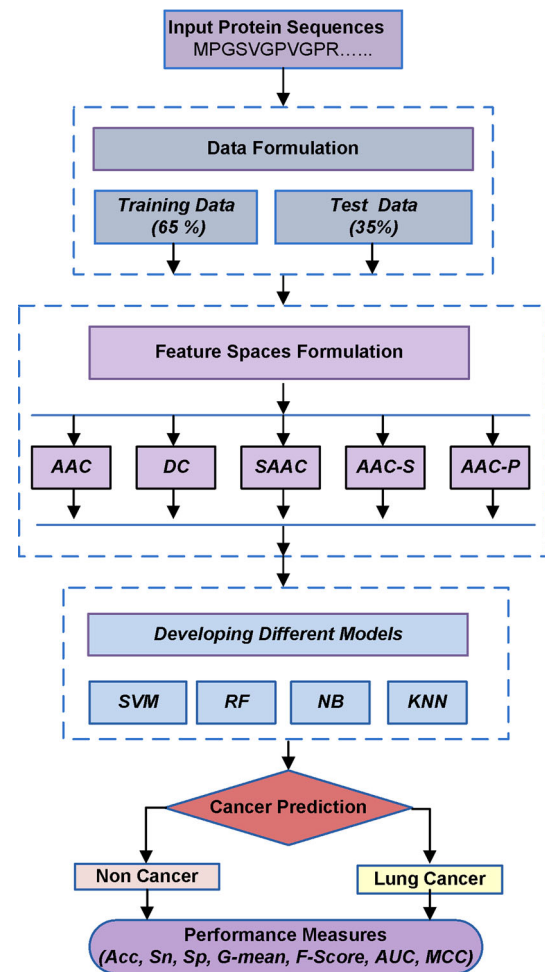 Input Protein Sequences
MPGSVGPVGPR......
Data Formulation
Training Data
(65 %)
Test Data
(35%)
Feature Spaces Formulation
AAC
DC
SAAC
AAC-S
AAC-P
Developing Different Models
SVM
RF
NB
KNN
Cancer Prediction
Non Cancer
Lung Cancer
Performance Measures
(Acc, Sn, Sp, G-mean, F-Score, AUC, MCC)